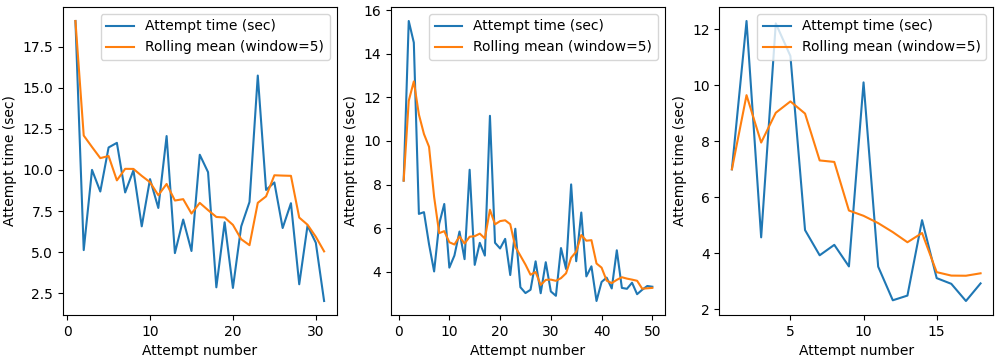 Attempt time (sec)
Rolling mean (window=5)
17.5
15.0
12.5
10.0
7.5
5.0
2.5
0
10
20
30
Attempt number
Attempt time (sec)
Attempt time (sec)
Rolling mean (window=5)
16
14
12
10
8
6
4
0
10
20
30
40
50
Attempt number
Attempt time (sec)
Attempt time (sec)
Rolling mean (window=5)
12
10
8
6
4
2
5
10
15
Attempt number
Attempt time (sec)